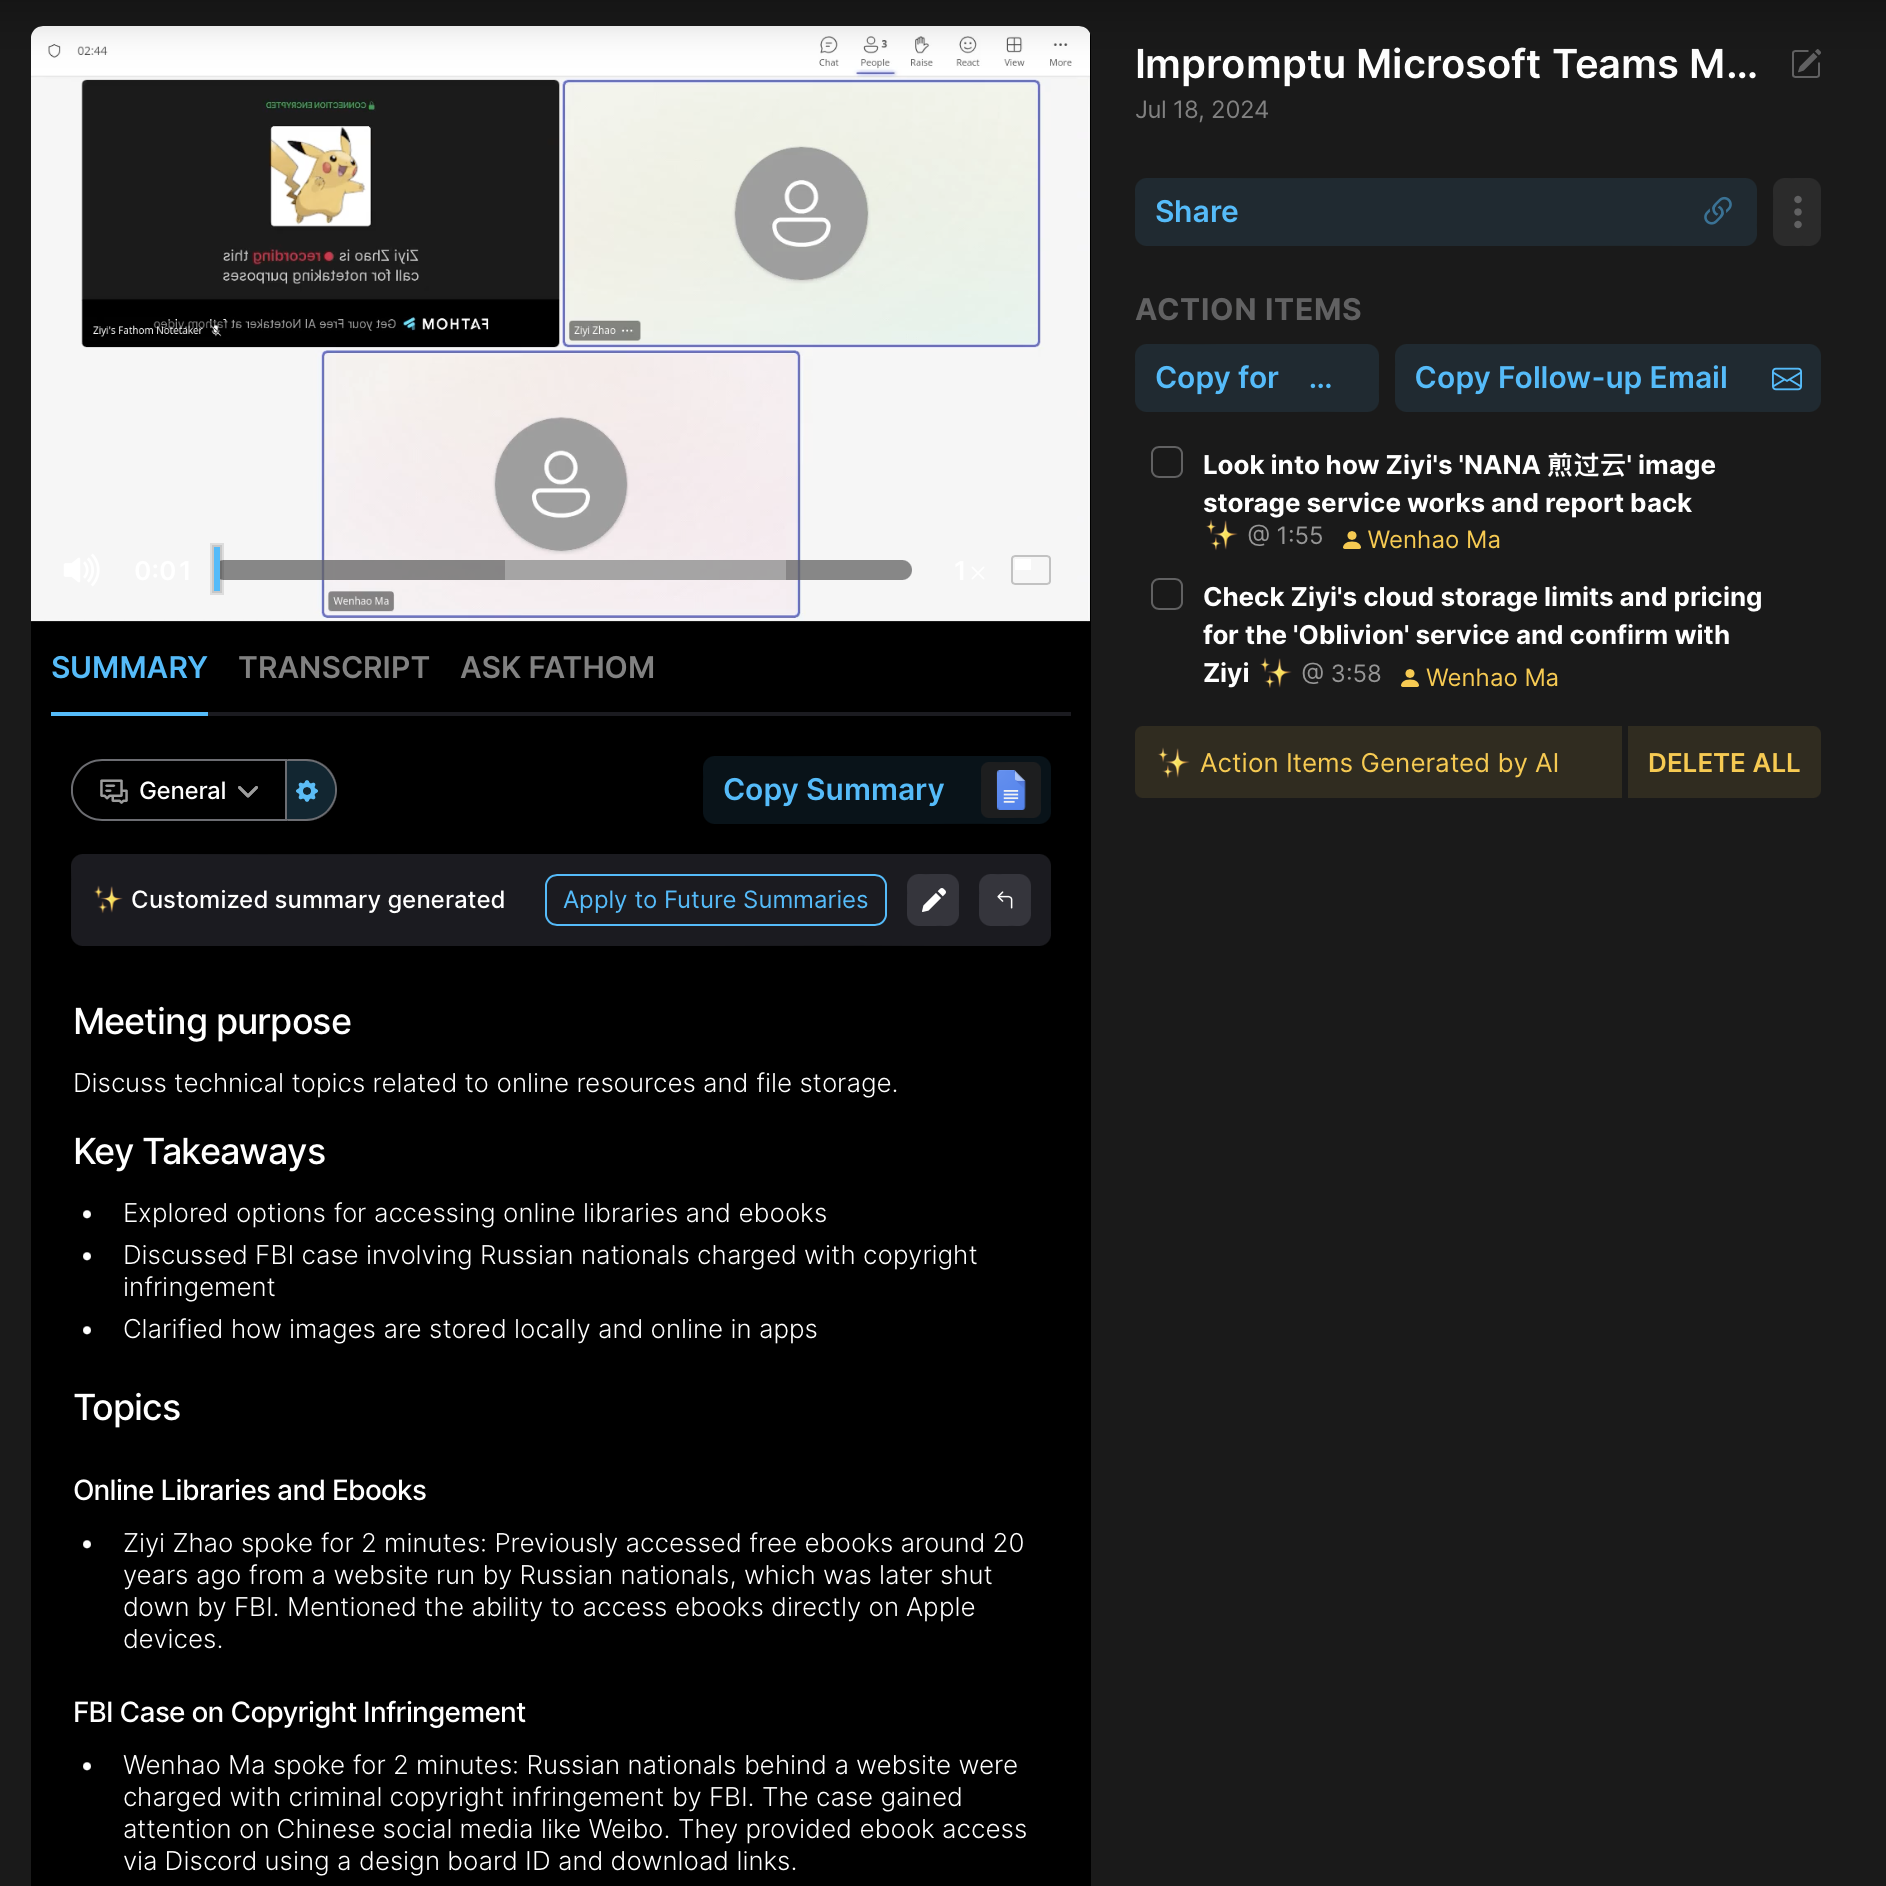 02:44
Chat
People
3
Raise
React
View
More
CONNECTION ENCRYPTED
Ziyi Zhao is recording this
call for notetaking purposes
FATHOM
Get your Free AI Notetaker at fathom.video
Ziyi's Fathom Notetaker
Ziyi Zhao
Wenhao Ma
0:01
1×
SUMMARY
TRANSCRIPT
ASK FATHOM
General
Copy Summary
Customized summary generated
Apply to Future Summaries
Meeting purpose
Discuss technical topics related to online resources and file storage.
Key Takeaways
• Explored options for accessing online libraries and ebooks
• Discussed FBI case involving Russian nationals charged with copyright
infringement
• Clarified how images are stored locally and online in apps
Topics
Online Libraries and Ebooks
• Ziyi Zhao spoke for 2 minutes: Previously accessed free ebooks around 20
years ago from a website run by Russian nationals, which was later shut
down by FBI. Mentioned the ability to access ebooks directly on Apple
devices.
FBI Case on Copyright Infringement
• Wenhao Ma spoke for 2 minutes: Russian nationals behind a website were
charged with criminal copyright infringement by FBI. The case gained
attention on Chinese social media like Weibo. They provided ebook access
via Discord using a design board ID and download links.
Impromptu Microsoft Teams M...
Jul 18, 2024
Share
ACTION ITEMS
Copy for ...
Copy Follow-up Email
Look into how Ziyi's 'NANA 煎过云' image
storage service works and report back
@ 1:55 Wenhao Ma
Check Ziyi's cloud storage limits and pricing
for the 'Oblivion' service and confirm with
Ziyi @ 3:58 Wenhao Ma
Action Items Generated by AI
DELETE ALL